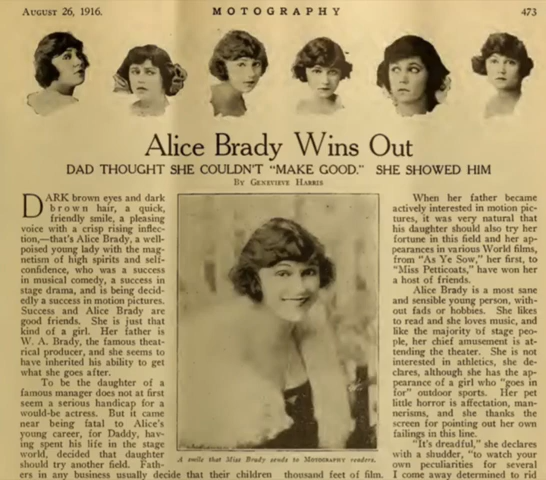 AUGUST 26, 1916.
MOTOGRAPHY
473
Alice Brady Wins Out
DAD THOUGHT SHE COULDN'T "MAKE GOOD." SHE SHOWED HIM
BY GENEVIEVE HARRIS
DARK brown eyes and dark
brown hair, a quick,
friendly smile, a pleasing
voice with a crisp rising inflec-
tion,—that's Alice Brady, a well-
poised young lady with the mag-
netism of high spirits and self-
confidence, who was a success
in musical comedy, a success in
stage drama, and is being decid-
edly a success in motion pictures.
Success and Alice Brady are
good friends. She is just that
kind of a girl. Her father is
W. A. Brady, the famous theat-
rical producer, and she seems to
have inherited his ability to get
what she goes after.
To be the daughter of a
famous manager does not at first
seem a serious handicap for a
would-be actress. But it came
near being fatal to Alice's
young career, for Daddy, hav-
ing spent his life in the stage
world, decided that daughter
should try another field. Fath-
ers in any business usually decide that their children
A smile that Miss Brady sends to MOTOGRAPHY readers.
thousand feet of film.
When her father became
actively interested in motion pic-
tures, it was very natural that
his daughter should also try her
fortune in this field and her ap-
pearances in various World films,
from "As Ye Sow," her first, to
"Miss Petticoats," have won her
a host of friends.
Alice Brady is a most sane
and sensible young person, with-
out fads or hobbies. She likes
to read and she loves music, and
like the majority of stage peo-
ple, her chief amusement is at-
tending the theater. She is not
interested in athletics, she de-
clares, although she has the ap-
pearance of a girl who "goes in
for" outdoor sports. Her pet
little horror is affectation, man-
nerisms, and she thanks the
screen for pointing out her own
failings in this line.
"It's dreadful," she declares
with a shudder, "to watch your
own peculiarities for several
I come away determined to rid